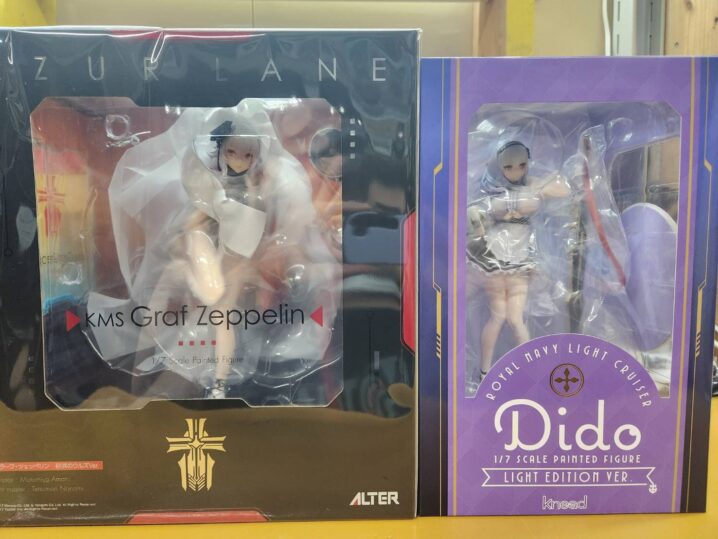 ZUR LANE
KMS Graf Zeppelin
1/7 Scale Painted Figure
ALTER
ROYAL NAVY LIGHT CRUISER
Dido
1/7 SCALE PAINTED FIGURE
LIGHT EDITION VER.
knead